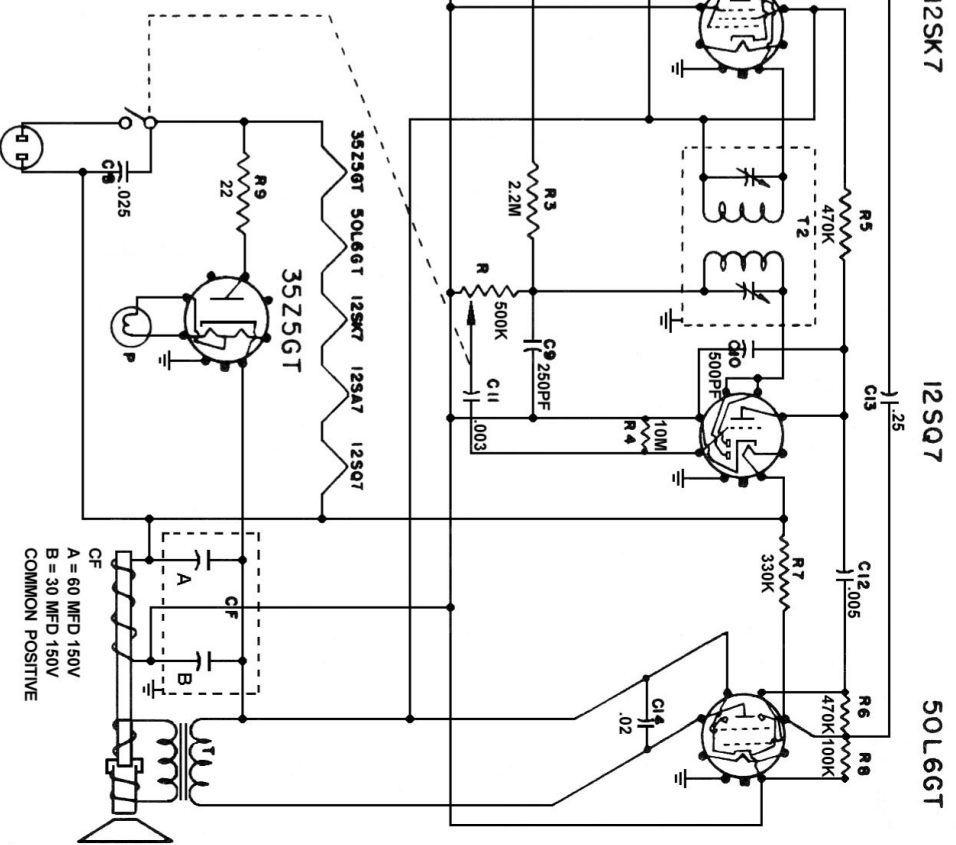 12SK7
12SQ7
50L6GT
R5
470K
C13
.25
C12
.005
R6
470K
R8
100K
T2
C10
500PF
R7
330K
R3
2.2M
R
500K
C9
250PF
C11
.003
10M
R4
C14
.02
35Z5GT
50L6GT
12SK7
12SA7
12SQ7
35Z5GT
R9
22
.025
P
CF
A
B
T
CF
A = 60 MFD 150V
B = 30 MFD 150V
COMMON POSITIVE